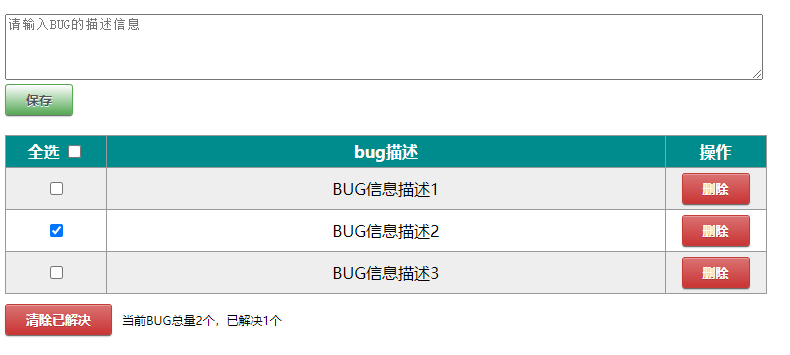 请输入BUG的描述信息
保存
全选 bug描述 操作
BUG信息描述1 删除
BUG信息描述2 删除
BUG信息描述3 删除
清除已解决 当前BUG总量2个，已解决1个